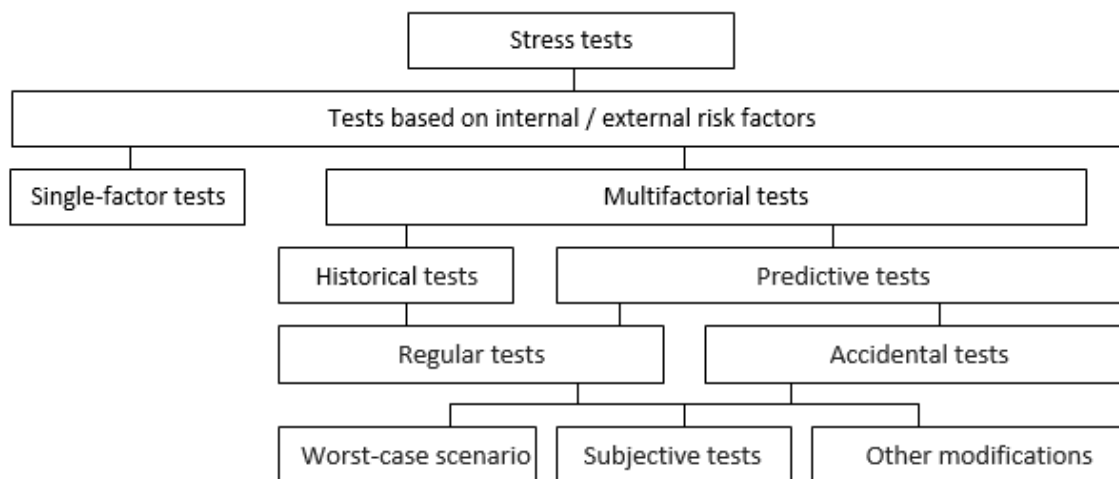 Stress tests
Tests based on internal / external risk factors
Single-factor tests
Multifactorial tests
Historical tests
Predictive tests
Regular tests
Accidental tests
Worst-case scenario
Subjective tests
Other modifications